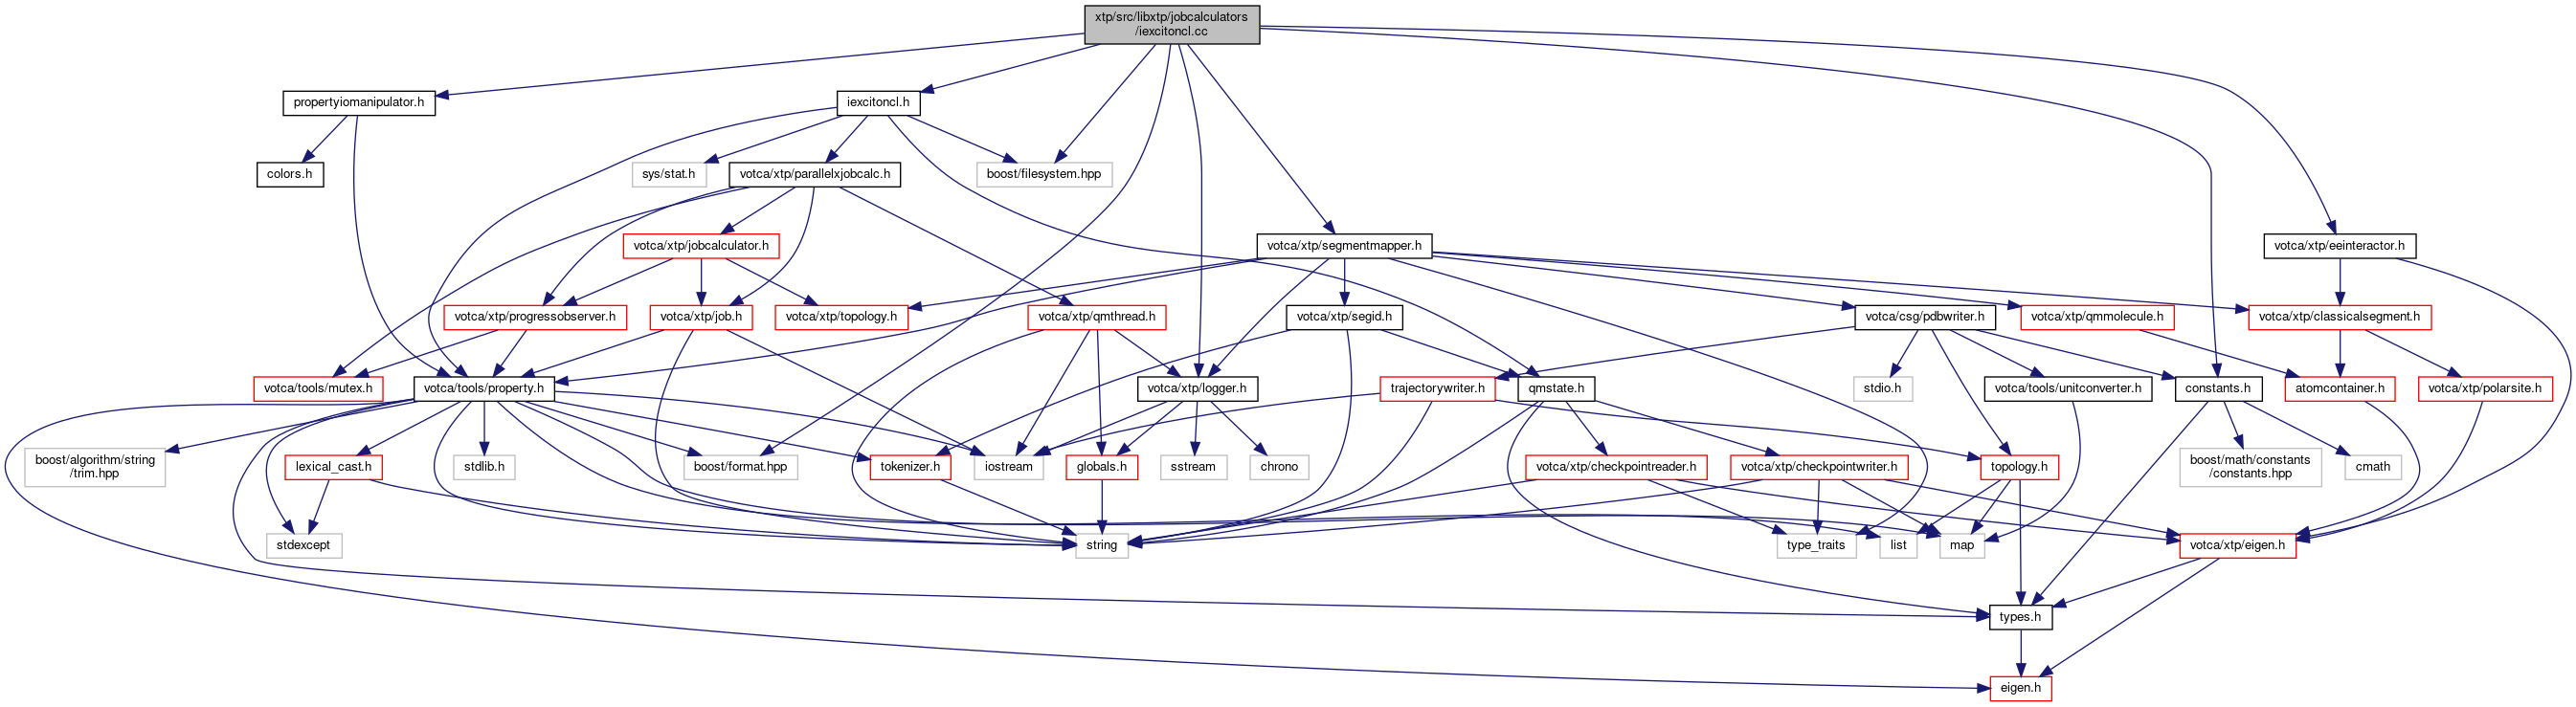 xtp/src/libxtp/jobcalculators
/iexcitoncl.cc
propertyiomanipulator.h
iexcitoncl.h
colors.h
sys/stat.h
votca/xtp/parallelxjobcalc.h
boost/filesystem.hpp
votca/xtp/jobcalculator.h
votca/xtp/segmentmapper.h
votca/xtp/eeinteractor.h
votca/xtp/progressobserver.h
votca/xtp/job.h
votca/xtp/topology.h
votca/xtp/qmthread.h
votca/xtp/segid.h
votca/csg/pdbwriter.h
votca/xtp/qmmolecule.h
votca/xtp/classicalsegment.h
votca/tools/mutex.h
votca/tools/property.h
votca/xtp/logger.h
trajectorywriter.h
qmstate.h
stdio.h
votca/tools/unitconverter.h
constants.h
atomcontainer.h
votca/xtp/polarsite.h
boost/algorithm/string
/trim.hpp
lexical_cast.h
stdlib.h
boost/format.hpp
tokenizer.h
iostream
globals.h
sstream
chrono
votca/xtp/checkpointreader.h
votca/xtp/checkpointwriter.h
topology.h
boost/math/constants
/constants.hpp
cmath
stdexcept
string
type_traits
list
map
votca/xtp/eigen.h
types.h
eigen.h